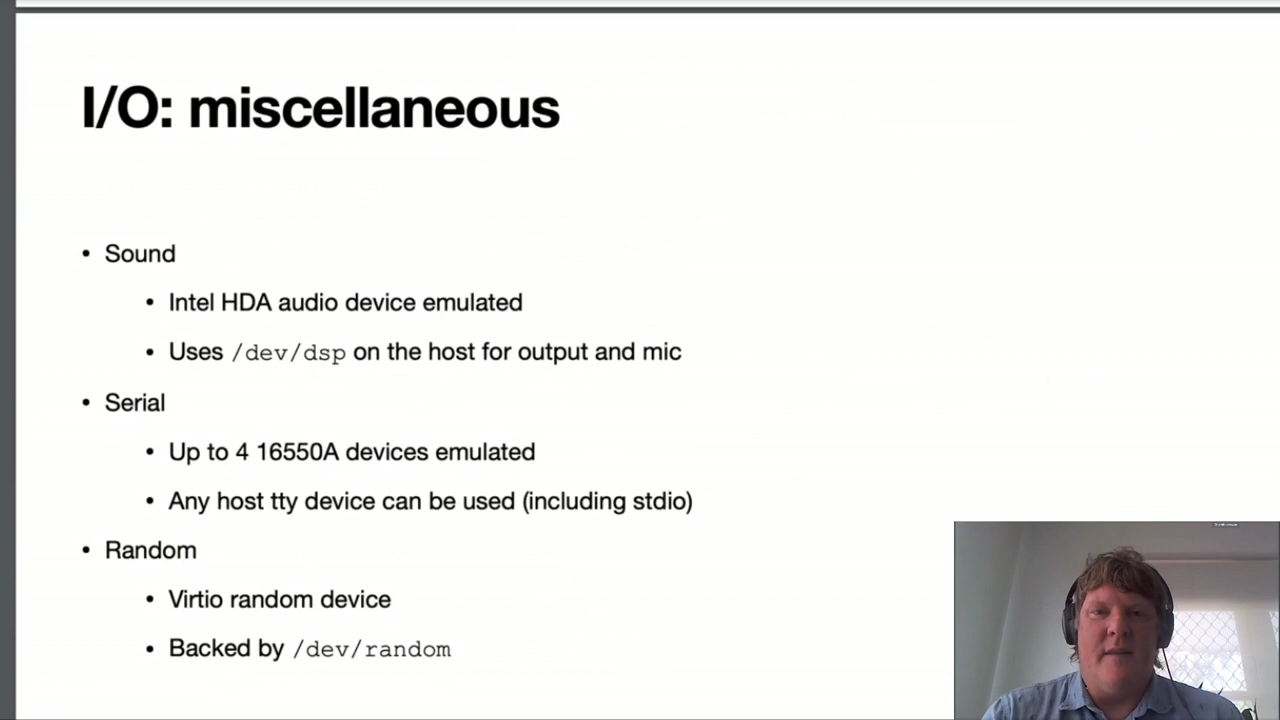 I/O: miscellaneous
• Sound
• Intel HDA audio device emulated
• Uses /dev/dsp on the host for output and mic
• Serial
• Up to 4 16550A devices emulated
• Any host tty device can be used (including stdio)
• Random
• Virtio random device
• Backed by /dev/random